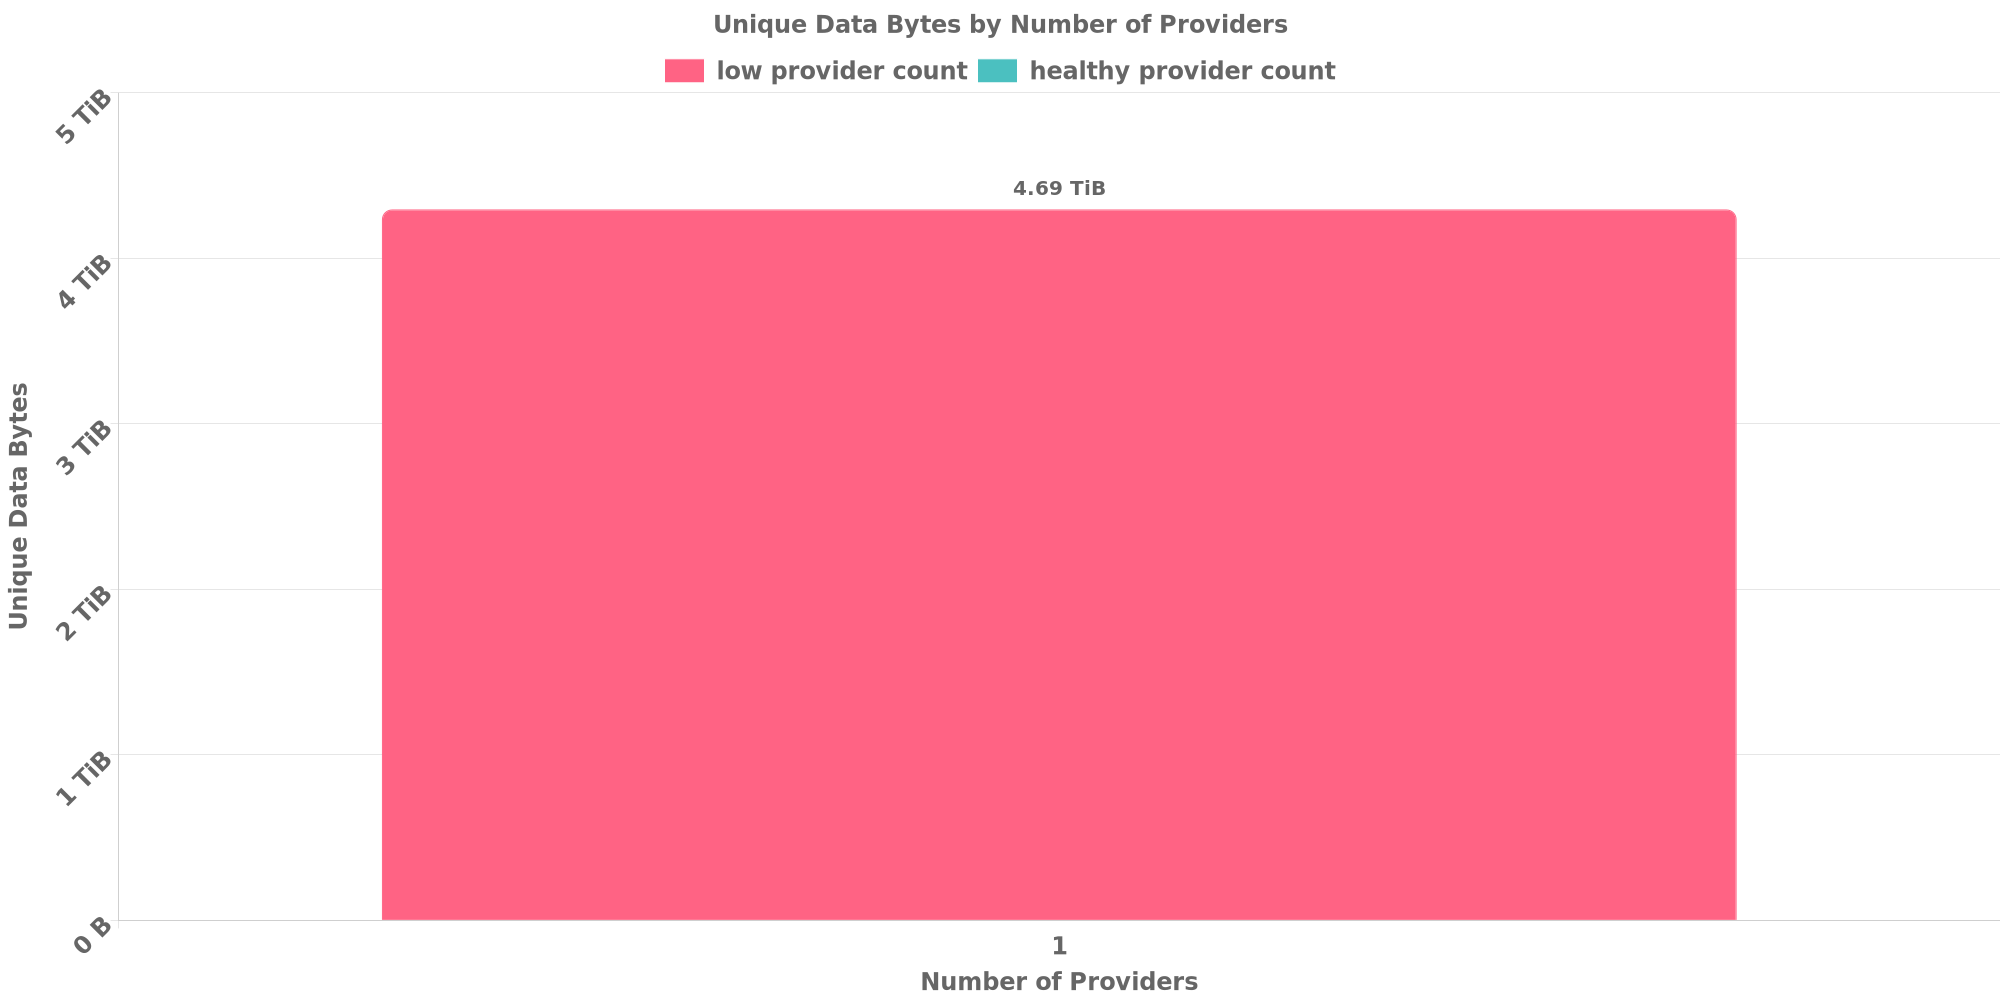 Unique Data Bytes by Number of Providers
low provider count
healthy provider count
5 TiB
4.69 TiB
4 TiB
3 TiB
Unique Data Bytes
2 TiB
1 TiB
0 B
1
Number of Providers